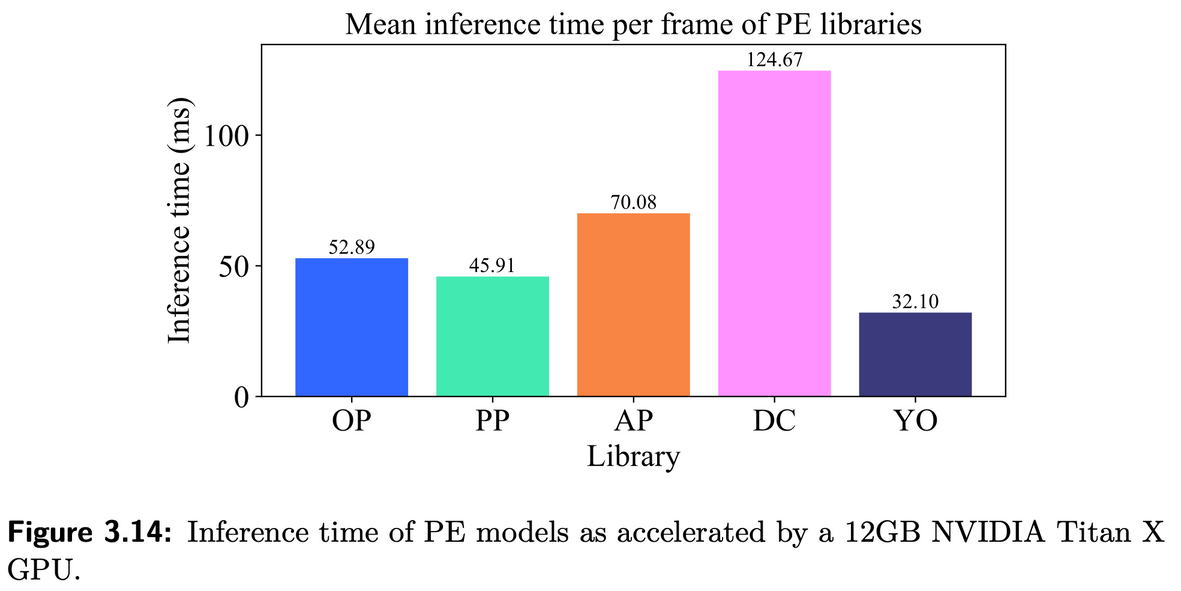 Mean inference time per frame of PE libraries
Inference time (ms)
100
50
0
124.67
70.08
52.89
45.91
32.10
OP PP AP DC YO
Library
Figure 3.14: Inference time of PE models as accelerated by a 12GB NVIDIA Titan X
GPU.